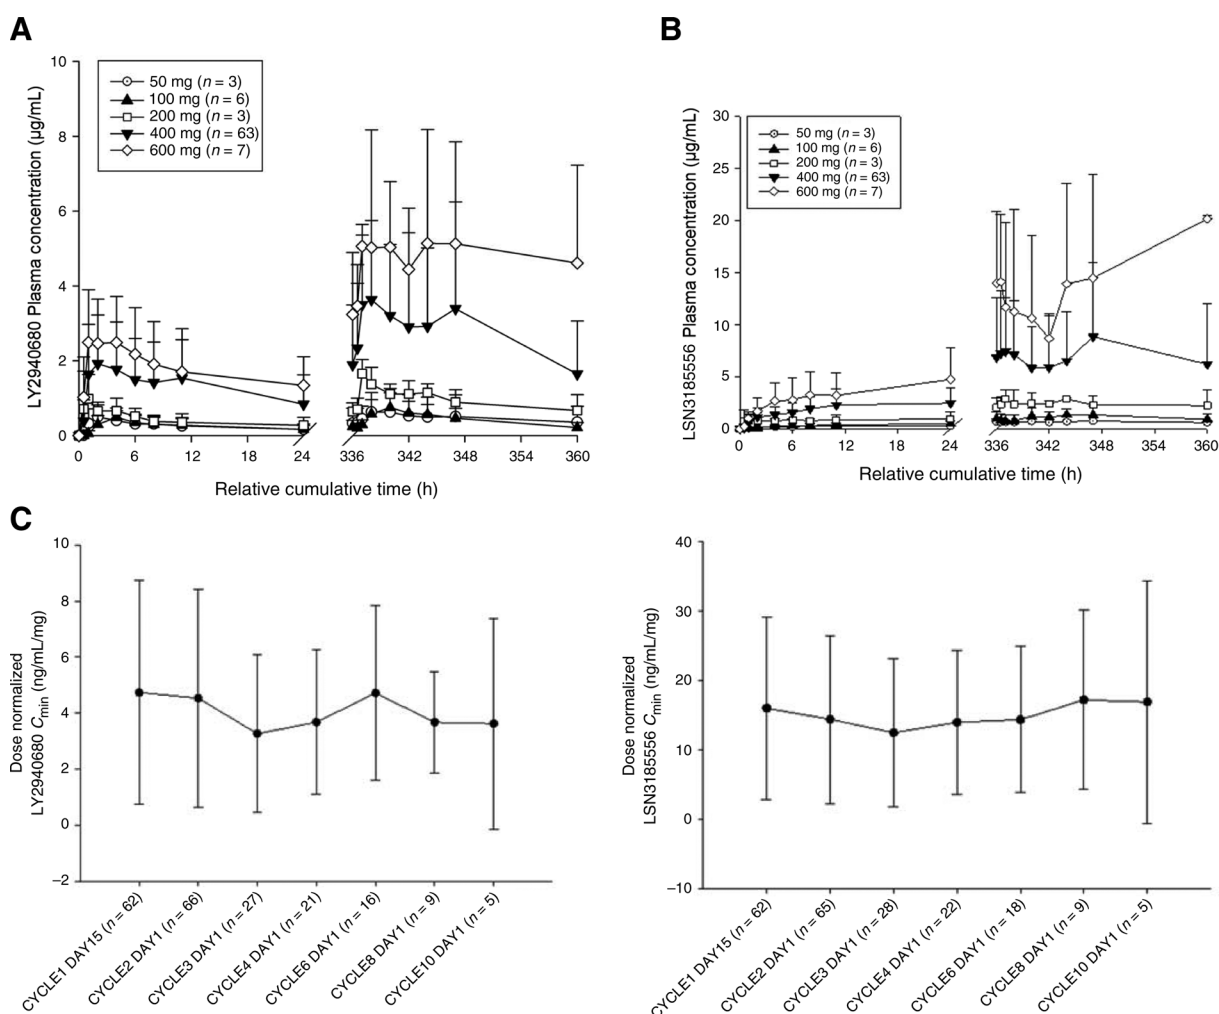 A
LY2940680 Plasma concentration (µg/mL)
10
8
6
4
2
0
50 mg (n = 3)
100 mg (n = 6)
200 mg (n = 3)
400 mg (n = 63)
600 mg (n = 7)
0 6 12 18 24 336 342 348 354 360
Relative cumulative time (h)
B
LSN3185556 Plasma concentration (µg/mL)
30
25
20
15
10
5
0
50 mg (n = 3)
100 mg (n = 6)
200 mg (n = 3)
400 mg (n = 63)
600 mg (n = 7)
0 6 12 18 24 336 342 348 354 360
Relative cumulative time (h)
C
Dose normalized
LY2940680 Cmin (ng/mL/mg)
10
8
6
4
2
0
−2
CYCLE1 DAY15 (n = 62)
CYCLE2 DAY1 (n = 66)
CYCLE3 DAY1 (n = 27)
CYCLE4 DAY1 (n = 21)
CYCLE6 DAY1 (n = 16)
CYCLE8 DAY1 (n = 9)
CYCLE10 DAY1 (n = 5)
Dose normalized
LSN3185556 Cmin (ng/mL/mg)
40
30
20
10
0
−10
CYCLE1 DAY15 (n = 62)
CYCLE2 DAY1 (n = 65)
CYCLE3 DAY1 (n = 28)
CYCLE4 DAY1 (n = 22)
CYCLE6 DAY1 (n = 18)
CYCLE8 DAY1 (n = 9)
CYCLE10 DAY1 (n = 5)